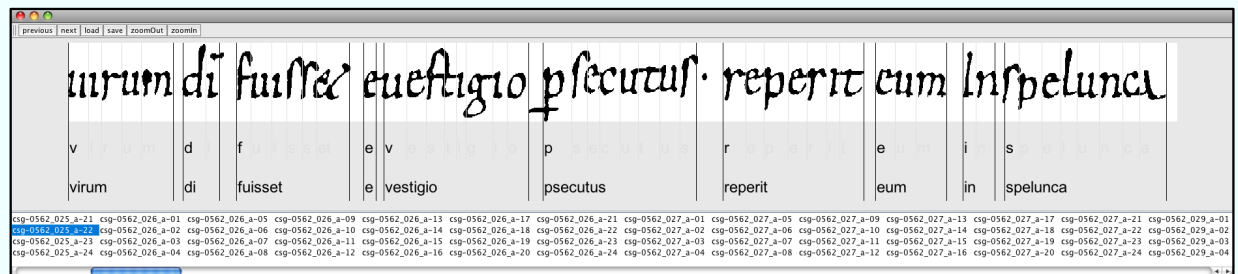 previous next load save zoomOut zoomIn
uirum dī fuisset euestigio p secutus· reperit eum Inspelunca
v i r u m d i f u i s s e t e v e s t i g i o p s e c u t u s r e p e r i t e u m i n s p e l u n c a
virum di fuisset e vestigio psecutus reperit eum in spelunca
csg-0562_025_a-21 csg-0562_026_a-01 csg-0562_026_a-05 csg-0562_026_a-09 csg-0562_026_a-13 csg-0562_026_a-17 csg-0562_026_a-21 csg-0562_027_a-01 csg-0562_027_a-05 csg-0562_027_a-09 csg-0562_027_a-13 csg-0562_027_a-17 csg-0562_027_a-21 csg-0562_029_a-01
csg-0562_025_a-22 csg-0562_026_a-02 csg-0562_026_a-06 csg-0562_026_a-10 csg-0562_026_a-14 csg-0562_026_a-18 csg-0562_026_a-22 csg-0562_027_a-02 csg-0562_027_a-06 csg-0562_027_a-10 csg-0562_027_a-14 csg-0562_027_a-18 csg-0562_027_a-22 csg-0562_029_a-02
csg-0562_025_a-23 csg-0562_026_a-03 csg-0562_026_a-07 csg-0562_026_a-11 csg-0562_026_a-15 csg-0562_026_a-19 csg-0562_026_a-23 csg-0562_027_a-03 csg-0562_027_a-07 csg-0562_027_a-11 csg-0562_027_a-15 csg-0562_027_a-19 csg-0562_027_a-23 csg-0562_029_a-03
csg-0562_025_a-24 csg-0562_026_a-04 csg-0562_026_a-08 csg-0562_026_a-12 csg-0562_026_a-16 csg-0562_026_a-20 csg-0562_026_a-24 csg-0562_027_a-04 csg-0562_027_a-08 csg-0562_027_a-12 csg-0562_027_a-16 csg-0562_027_a-20 csg-0562_027_a-24 csg-0562_029_a-04